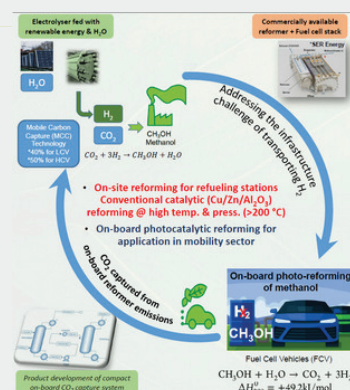 Electrolyser fed with
renewable energy & H₂O
Commercially available
reformer + Fuel cell stack
SER Energy
H₂O
H₂
CO₂
CH₃OH
Methanol
Mobile Carbon
Capture (MCC)
Technology
*40% for LCV
*50% for HCV
CO₂ + 3H₂ → CH₃OH + H₂O
Addressing the infrastructure
challenge of transporting H₂
• On-site reforming for refueling stations
Conventional catalytic (Cu/Zn/Al₂O₃)
reforming @ high temp. & press. (>200 °C)
• On-board photocatalytic reforming for
application in mobility sector
CO₂ captured from
on-board reformer emissions
On-board photo-reforming
of methanol
H₂
CH₃OH
Fuel Cell Vehicles (FCV)
CH₃OH + H₂O → CO₂ + 3H₂
= +49.2kJ/mol
Product development of compact
on-board CO₂ capture system